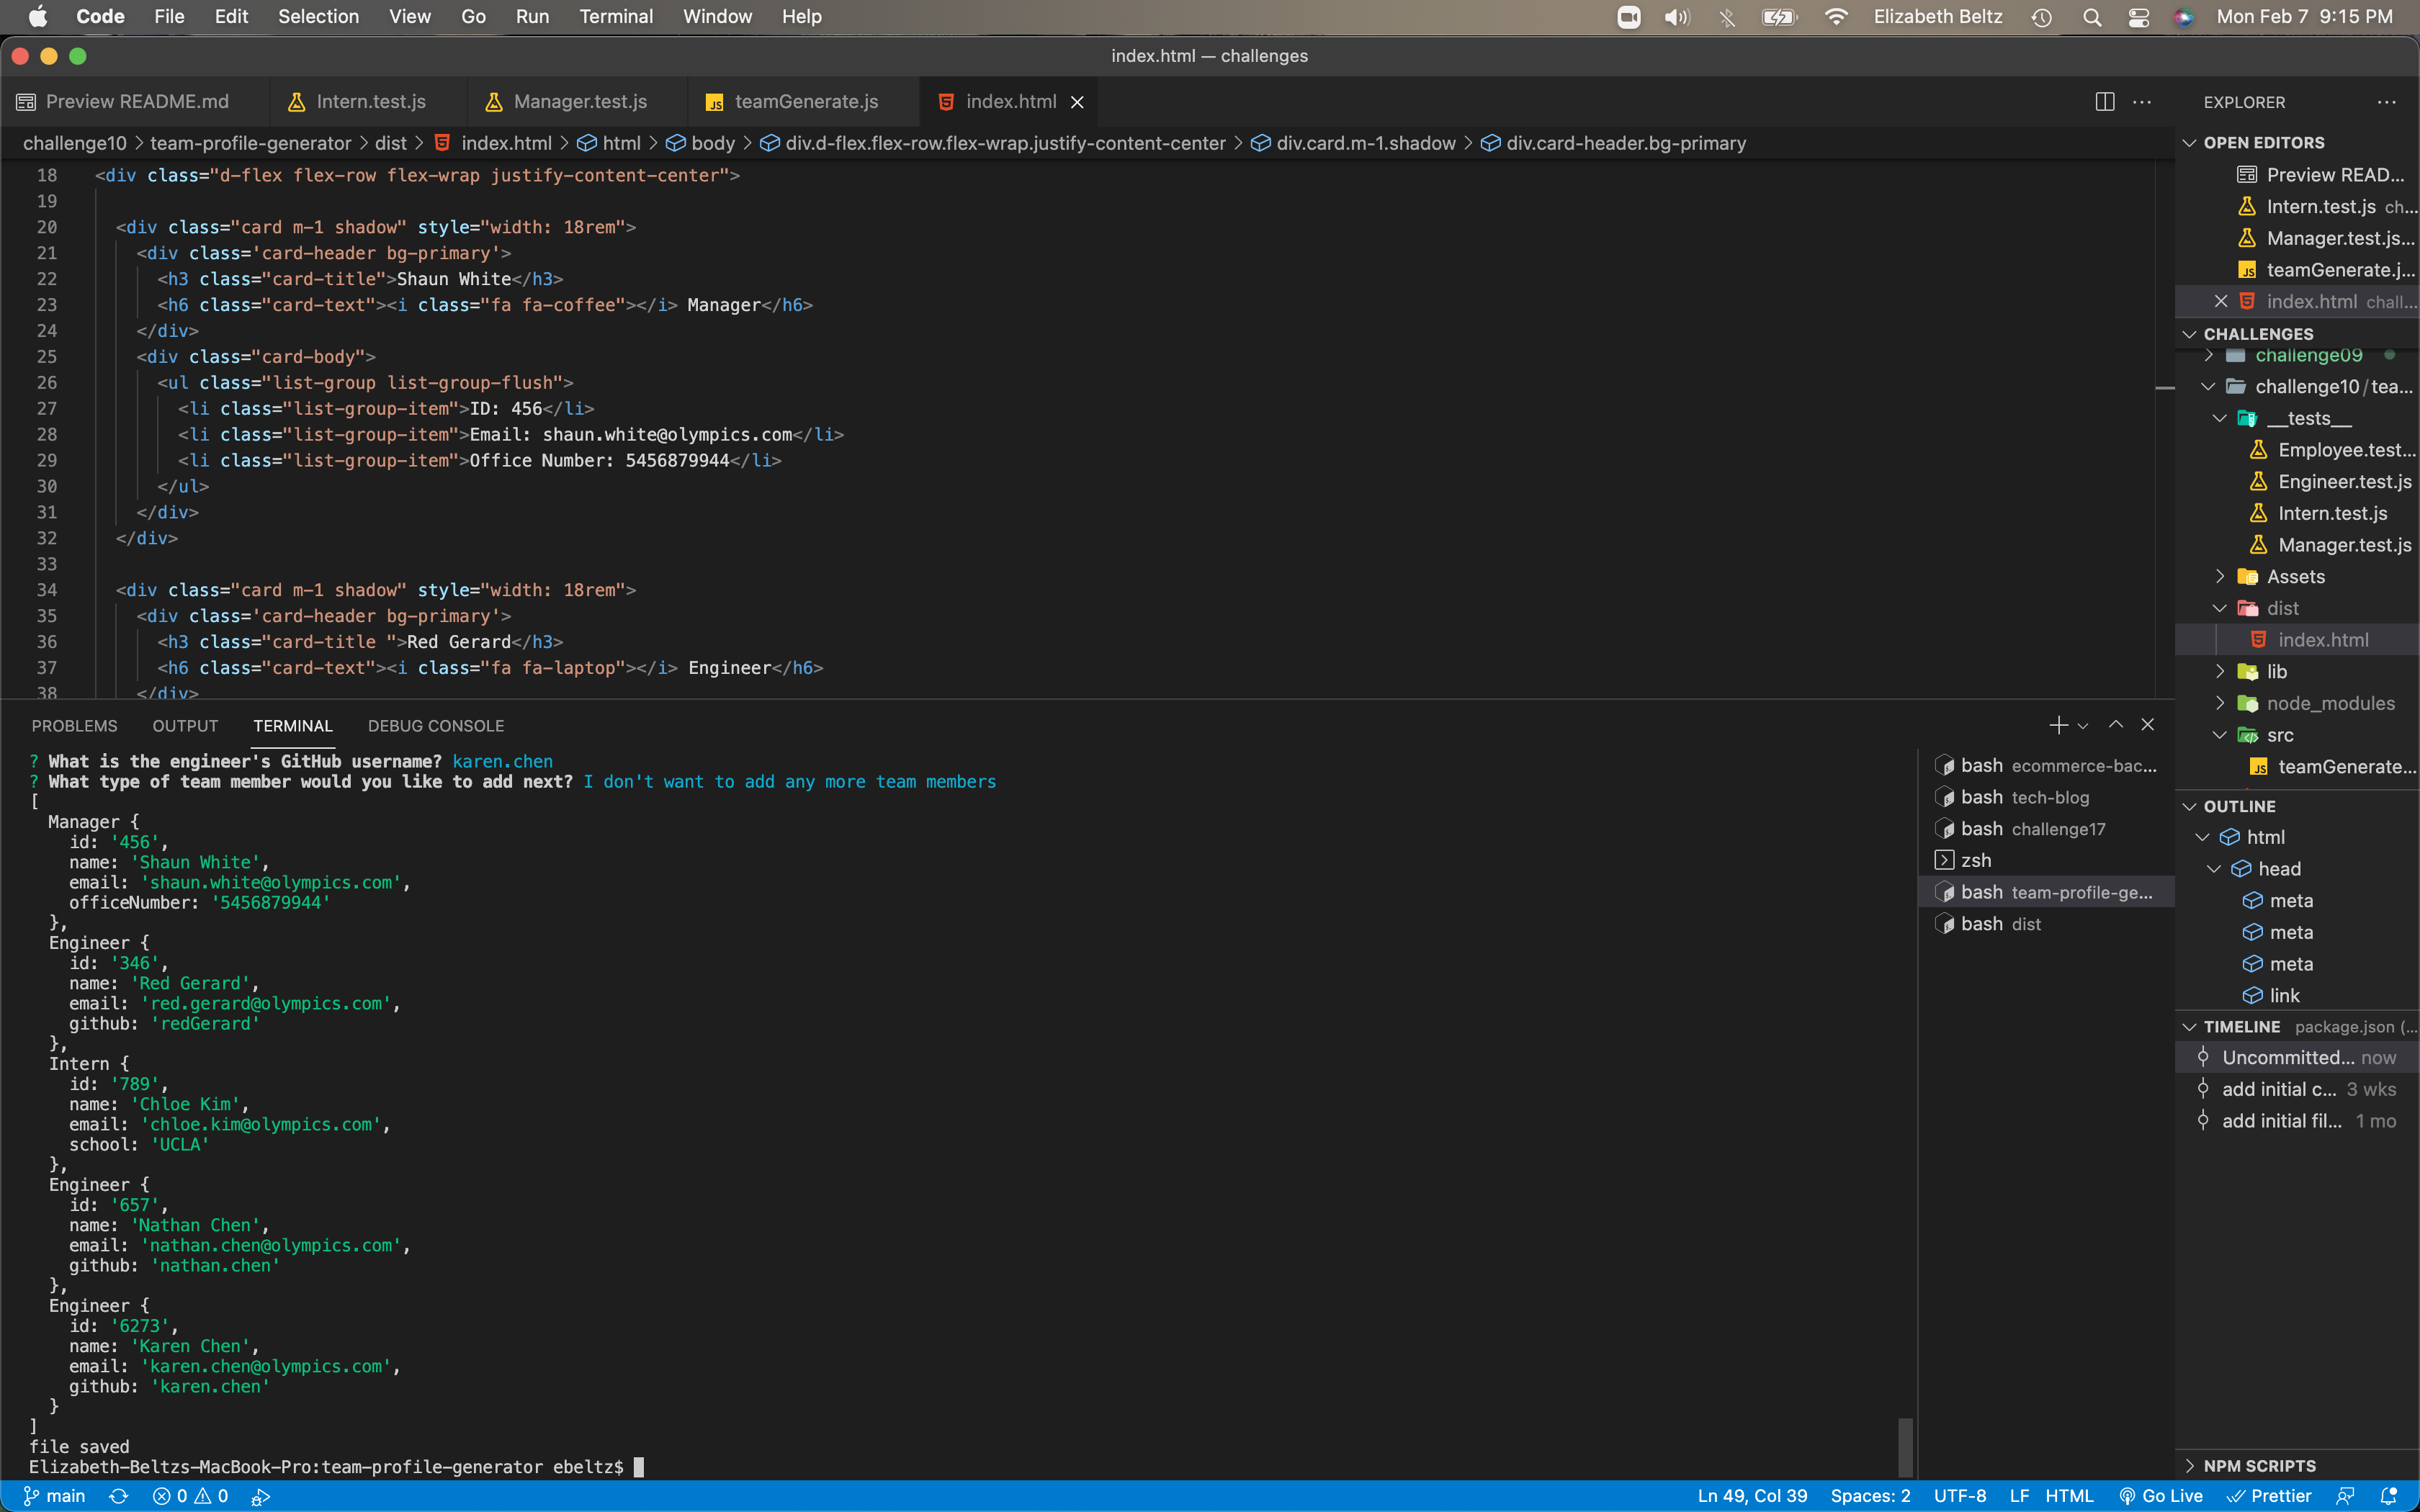 Code File Edit Selection View Go Run Terminal Window Help Elizabeth Beltz Mon Feb 7 9:15 PM
index.html — challenges
Preview README.md Intern.test.js Manager.test.js teamGenerate.js index.html
EXPLORER
challenge10 > team-profile-generator > dist > index.html > html > body > div.d-flex.flex-row.flex-wrap.justify-content-center > div.card.m-1.shadow > div.card-header.bg-primary
18 <div class="d-flex flex-row flex-wrap justify-content-center">
19
20 <div class="card m-1 shadow" style="width: 18rem">
21 <div class='card-header bg-primary'>
22 <h3 class="card-title">Shaun White</h3>
23 <h6 class="card-text"><i class="fa fa-coffee"></i> Manager</h6>
24 </div>
25 <div class="card-body">
26 <ul class="list-group list-group-flush">
27 <li class="list-group-item">ID: 456</li>
28 <li class="list-group-item">Email: shaun.white@olympics.com</li>
29 <li class="list-group-item">Office Number: 5456879944</li>
30 </ul>
31 </div>
32 </div>
33
34 <div class="card m-1 shadow" style="width: 18rem">
35 <div class='card-header bg-primary'>
36 <h3 class="card-title ">Red Gerard</h3>
37 <h6 class="card-text"><i class="fa fa-laptop"></i> Engineer</h6>
38 </div>
PROBLEMS OUTPUT TERMINAL DEBUG CONSOLE
? What is the engineer's GitHub username? karen.chen
? What type of team member would you like to add next? I don't want to add any more team members
[
Manager {
id: '456',
name: 'Shaun White',
email: 'shaun.white@olympics.com',
officeNumber: '5456879944'
},
Engineer {
id: '346',
name: 'Red Gerard',
email: 'red.gerard@olympics.com',
github: 'redGerard'
},
Intern {
id: '789',
name: 'Chloe Kim',
email: 'chloe.kim@olympics.com',
school: 'UCLA'
},
Engineer {
id: '657',
name: 'Nathan Chen',
email: 'nathan.chen@olympics.com',
github: 'nathan.chen'
},
Engineer {
id: '6273',
name: 'Karen Chen',
email: 'karen.chen@olympics.com',
github: 'karen.chen'
}
]
file saved
Elizabeth-Beltzs-MacBook-Pro:team-profile-generator ebeltz$
bash ecommerce-bac...
bash tech-blog
bash challenge17
zsh
bash team-profile-ge...
bash dist
OPEN EDITORS
Preview READ...
Intern.test.js ch...
Manager.test.js...
JS teamGenerate.j...
index.html chall...
CHALLENGES
challenge09
challenge10/tea...
__tests__
Employee.test...
Engineer.test.js
Intern.test.js
Manager.test.js
Assets
dist
index.html
lib
node_modules
src
JS teamGenerate...
OUTLINE
html
head
meta
meta
meta
link
TIMELINE package.json (...
Uncommitted... now
add initial c... 3 wks
add initial fil... 1 mo
NPM SCRIPTS
main 0 0 Ln 49, Col 39 Spaces: 2 UTF-8 LF HTML Go Live Prettier